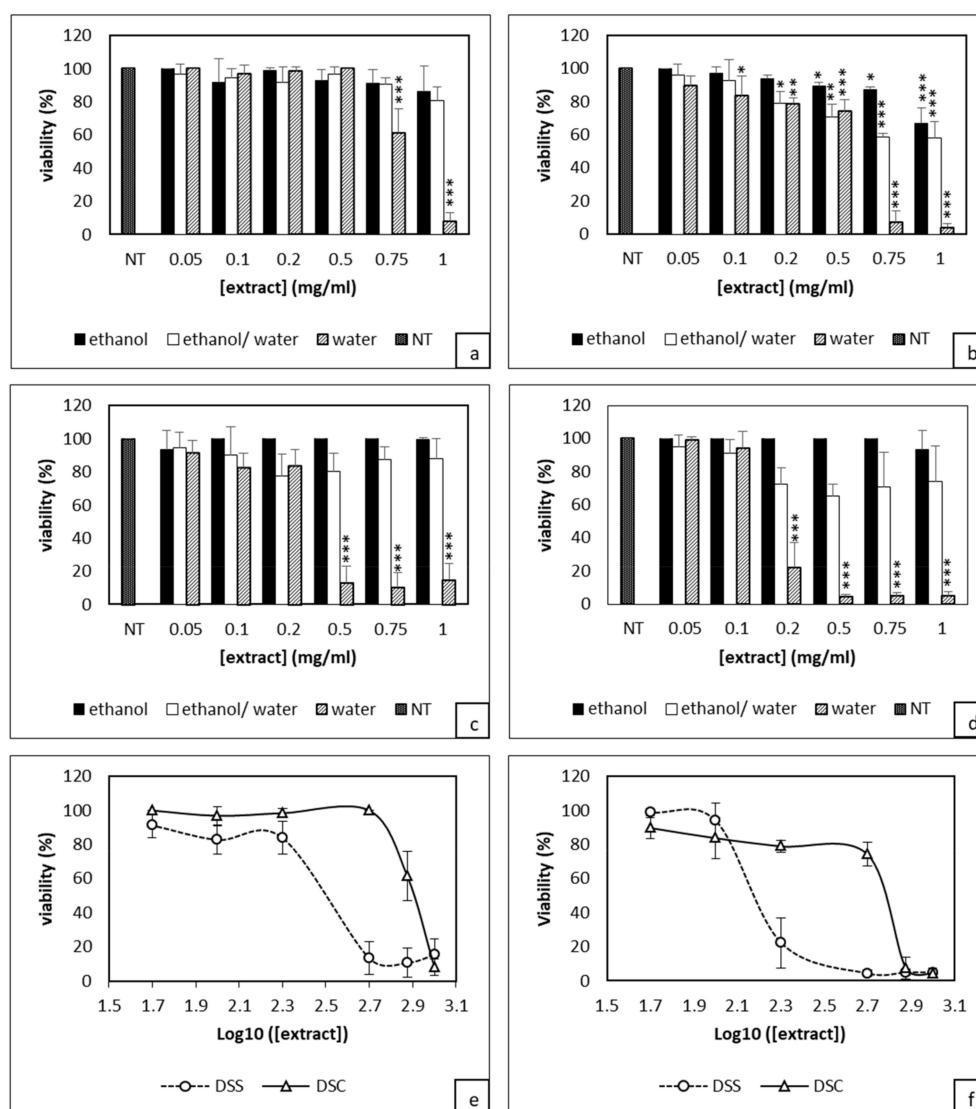 120
100
80
60
40
20
0
viability (%)
***
***
NT 0.05 0.1 0.2 0.5 0.75 1
[extract] (mg/ml)
ethanol ethanol/ water water NT
a
120
100
80
60
40
20
0
viability (%)
*
*
**
*
**
***
*
***
***
***
***
***
NT 0.05 0.1 0.2 0.5 0.75 1
[extract] (mg/ml)
ethanol ethanol/ water water NT
b
120
100
80
60
40
20
0
viability (%)
***
***
***
NT 0.05 0.1 0.2 0.5 0.75 1
[extract] (mg/ml)
ethanol ethanol/ water water NT
c
120
100
80
60
40
20
0
viability (%)
***
***
***
***
NT 0.05 0.1 0.2 0.5 0.75 1
[extract] (mg/ml)
ethanol ethanol/ water water NT
d
120
100
80
60
40
20
0
viability (%)
1.5 1.7 1.9 2.1 2.3 2.5 2.7 2.9 3.1
Log10 ([extract])
DSS DSC
e
120
100
80
60
40
20
0
Viability (%)
1.5 1.7 1.9 2.1 2.3 2.5 2.7 2.9 3.1
Log10 ([extract])
DSS DSC
f